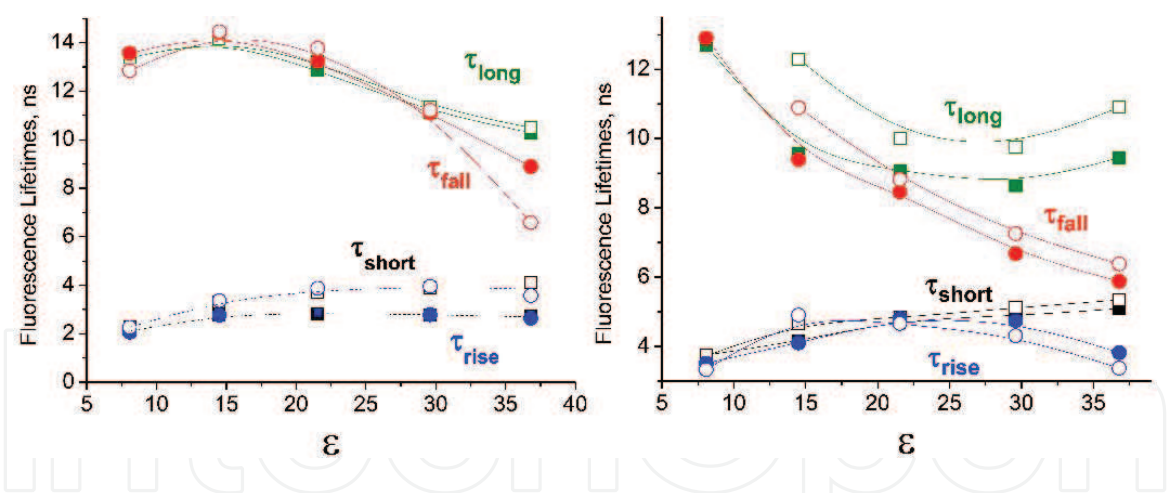 Fluorescence Lifetimes, ns
14
12
10
8
6
4
2
0
5 10 15 20 25 30 35 40
ε
τlong
τfall
τshort
τrise
Fluorescence Lifetimes, ns
12
10
8
6
4
5 10 15 20 25 30 35
ε
τlong
τfall
τshort
τrise
intechopen